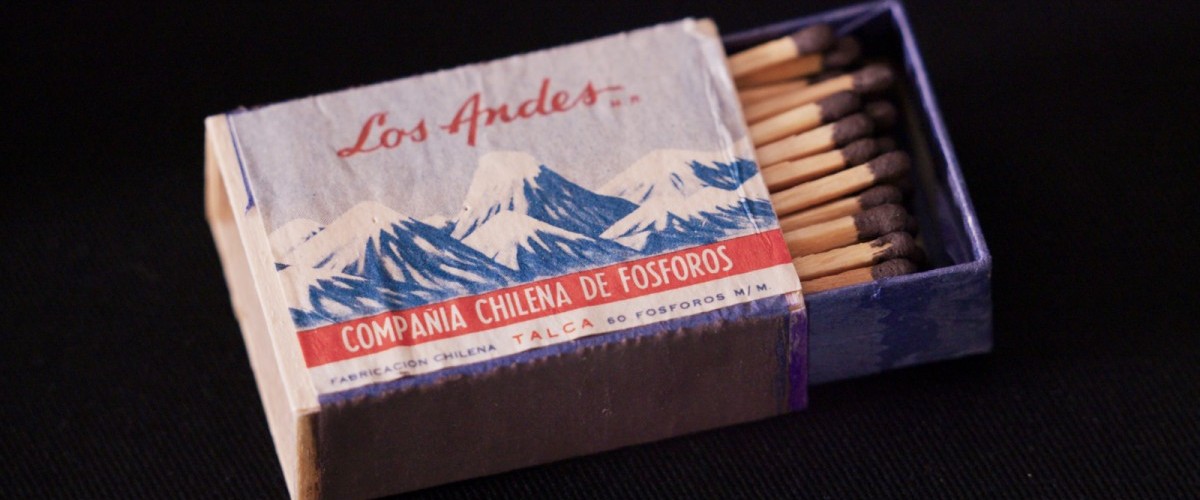 Los Andes M.R.
COMPAÑIA CHILENA DE FOSFOROS
FABRICACION CHILENA TALCA 60 FOSFOROS M/M.